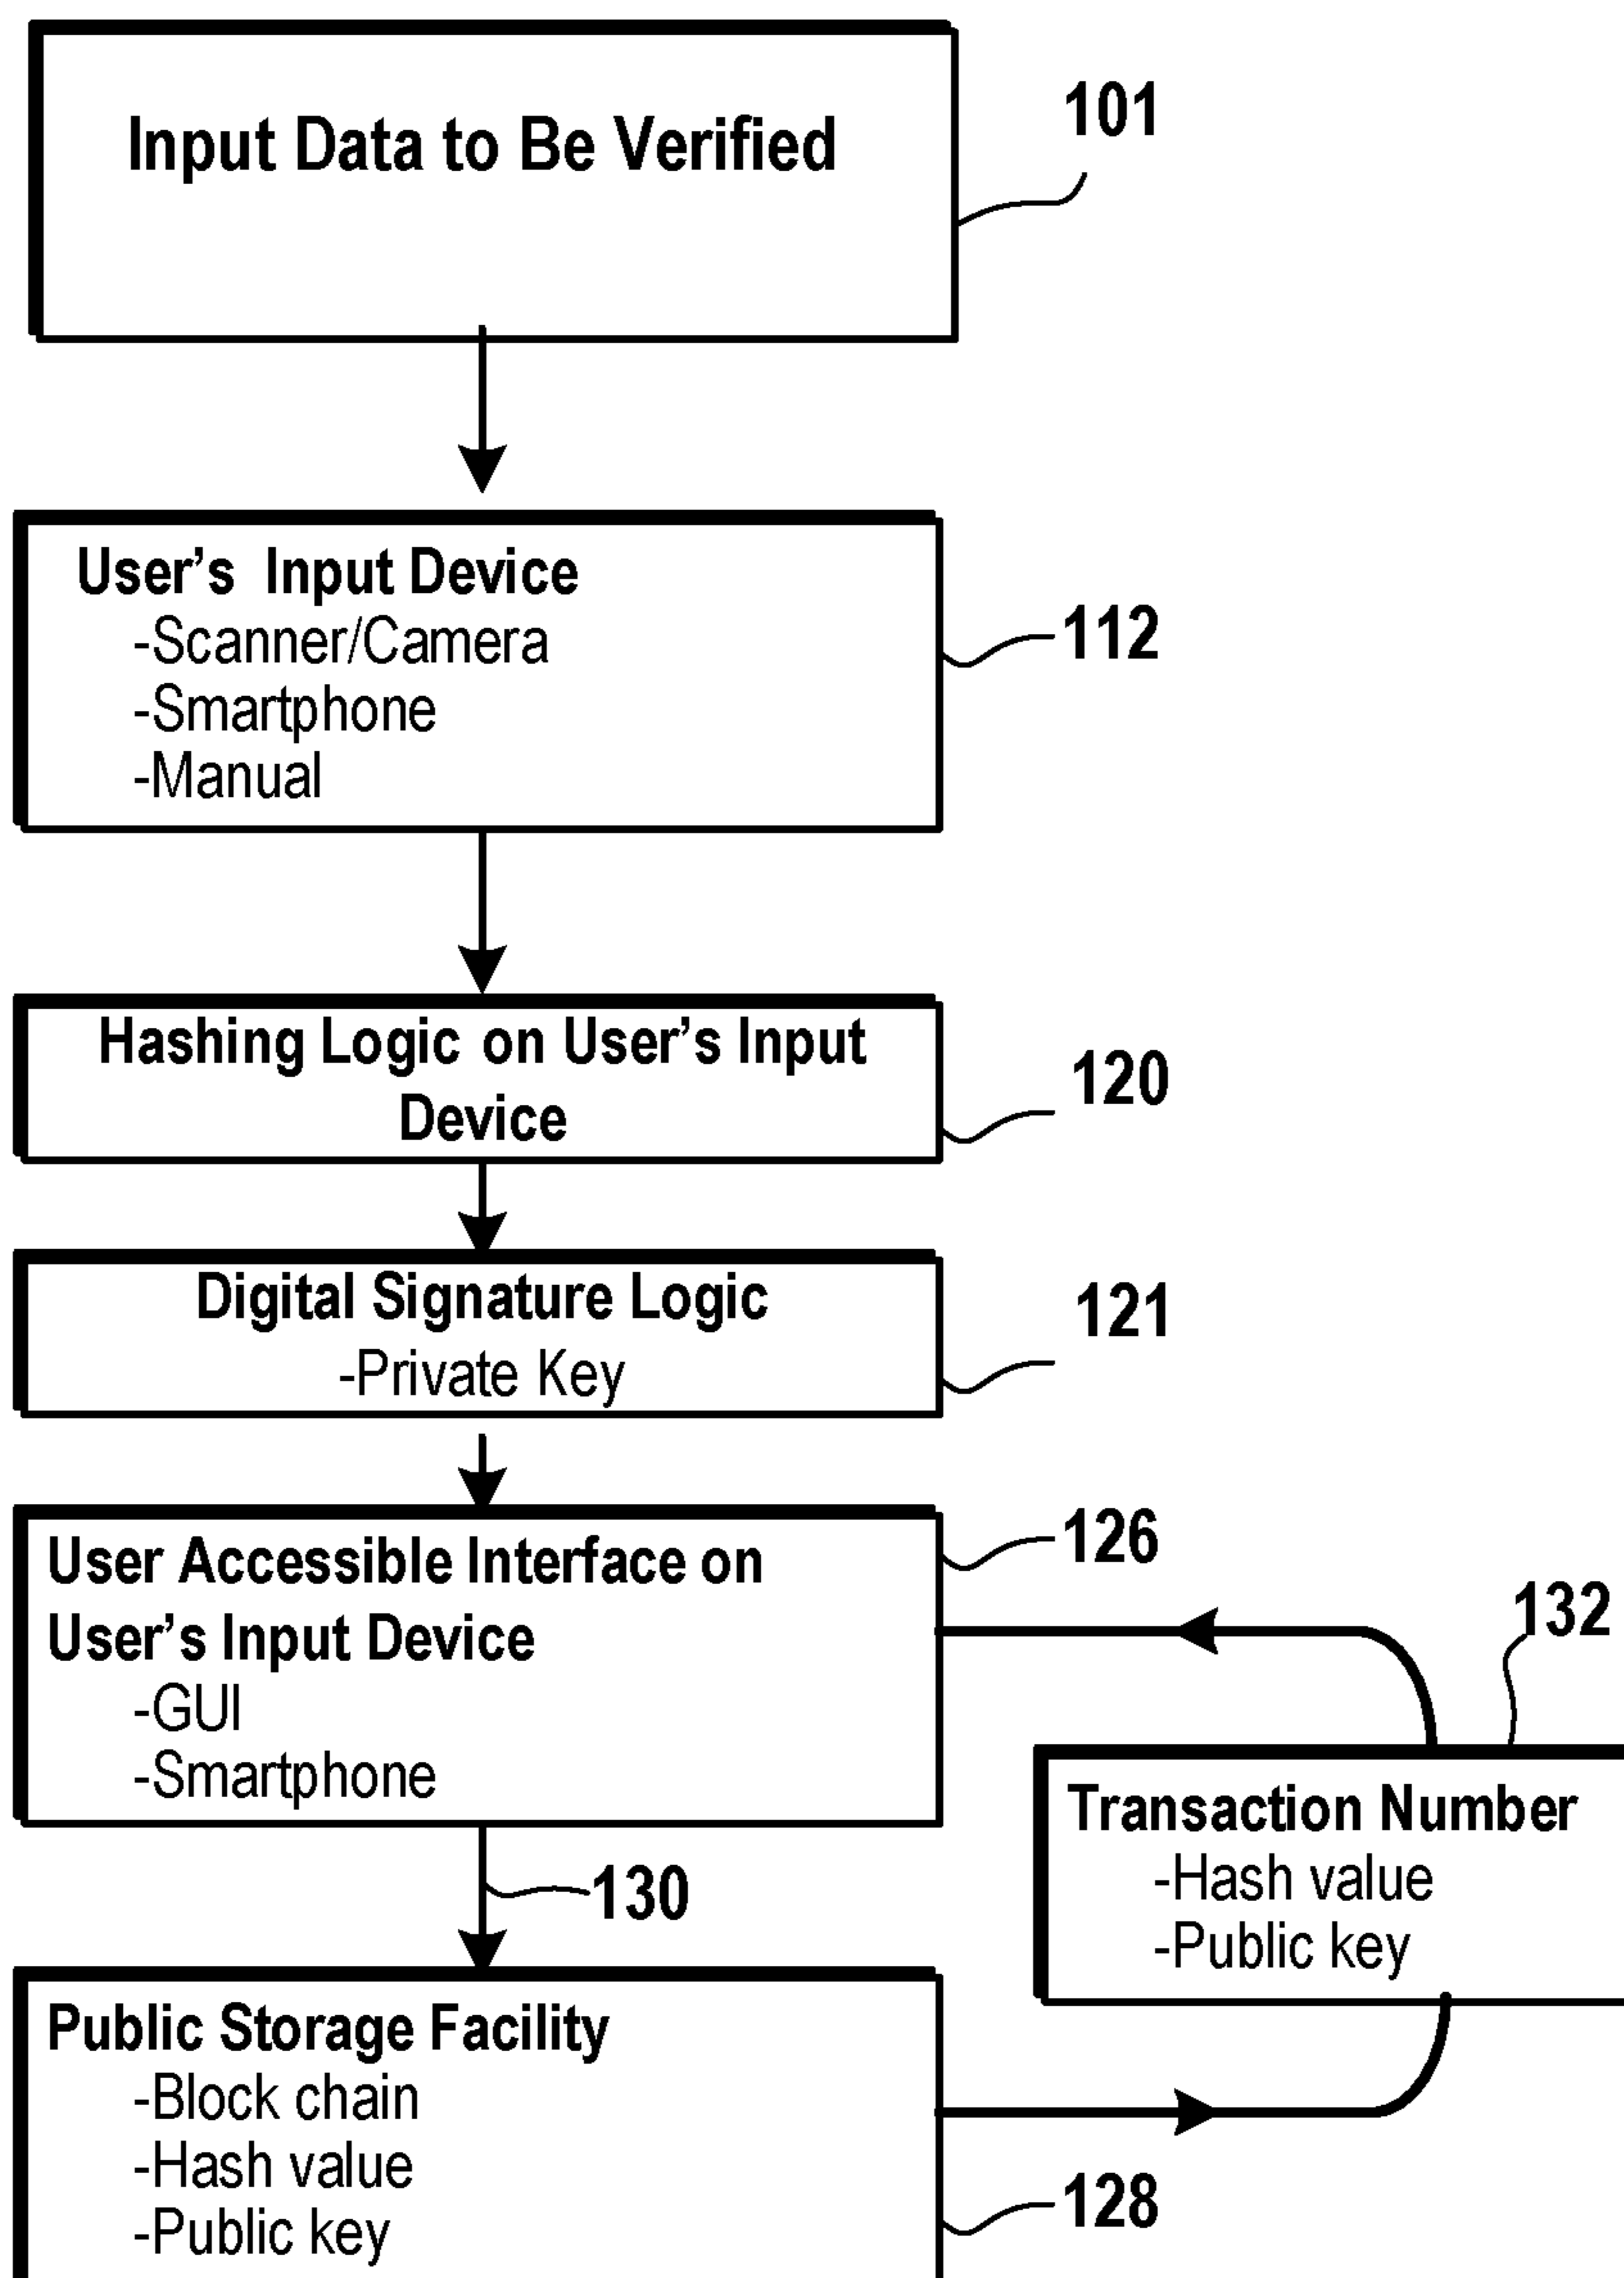 Input Data to Be Verified
101
User's  Input Device
-Scanner/Camera
-Smartphone
-Manual
112
Hashing Logic on User's Input
Device
120
Digital Signature Logic
-Private Key
121
User Accessible Interface on
User's Input Device
-GUI
-Smartphone
126
132
Transaction Number
-Hash value
-Public key
130
Public Storage Facility
-Block chain
-Hash value
-Public key
128